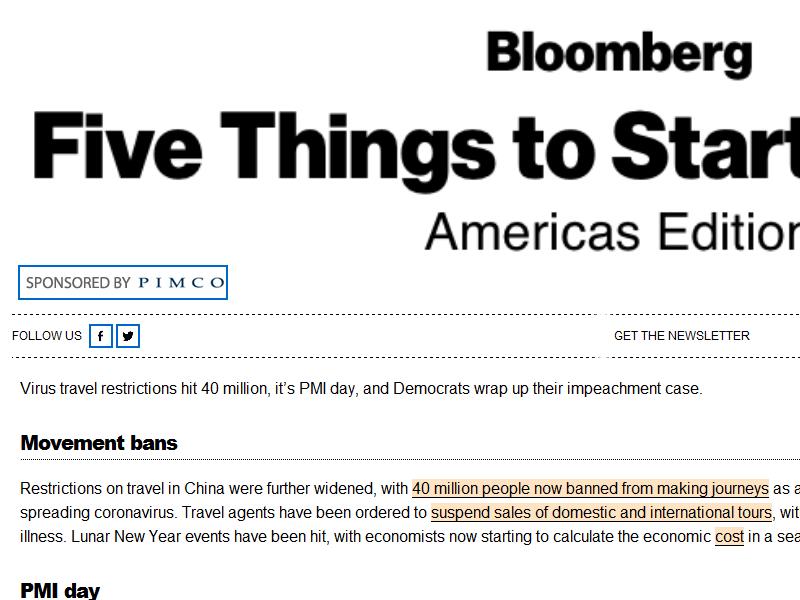 Bloomberg
Five Things to Start
Americas Edition
SPONSORED BY PIMCO
FOLLOW US
GET THE NEWSLETTER
Virus travel restrictions hit 40 million, it’s PMI day, and Democrats wrap up their impeachment case.
Movement bans
Restrictions on travel in China were further widened, with 40 million people now banned from making journeys as a
spreading coronavirus. Travel agents have been ordered to suspend sales of domestic and international tours, wit
illness. Lunar New Year events have been hit, with economists now starting to calculate the economic cost in a sea
PMI day